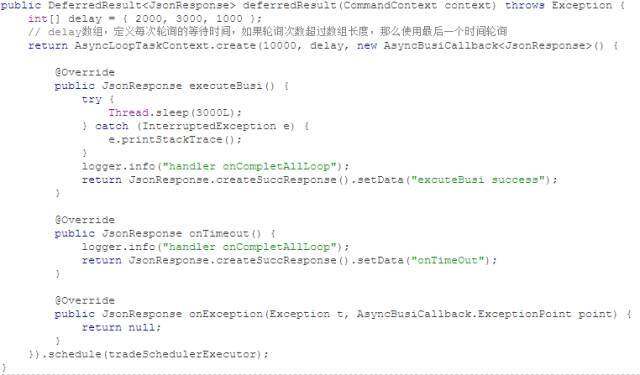 public DeferredResult<JsonResponse> deferredResult(CommandContext context) throws Exception {
    int[] delay = { 2000, 3000, 1000 };
    // delay数组，定义每次轮询的等待时间，如果轮询次数超过数组长度，那么使用最后一个时间轮询
    return AsyncLoopTaskContext.create(10000, delay, new AsyncBusiCallback<JsonResponse>() {

        @Override
        public JsonResponse executeBusi() {
            try {
                Thread.sleep(3000L);
            } catch (InterruptedException e) {
                e.printStackTrace();
            }
            logger.info("handler onCompletAllLoop");
            return JsonResponse.createSuccResponse().setData("excuteBusi success");
        }

        @Override
        public JsonResponse onTimeout() {
            logger.info("handler onCompletAllLoop");
            return JsonResponse.createSuccResponse().setData("onTimeOut");
        }

        @Override
        public JsonResponse onException(Exception t, AsyncBusiCallback.ExceptionPoint point) {
            return null;
        }
    }).schedule(tradeSchedulerExecutor);
}